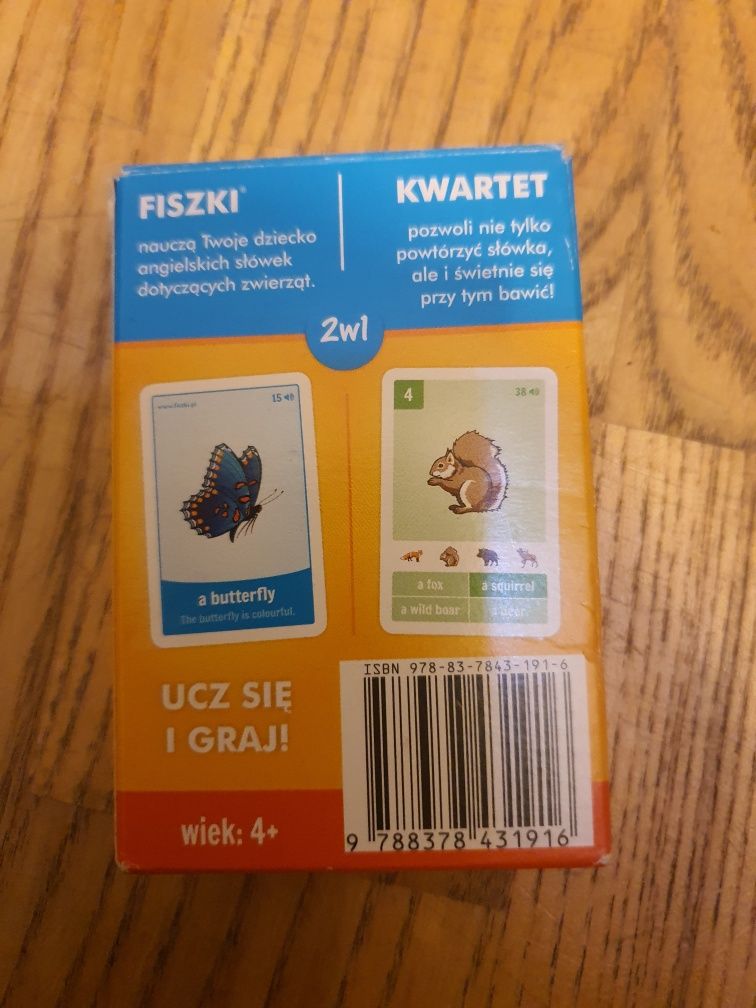 FISZKI®
nauczą Twoje dziecko
angielskich słówek
dotyczących zwierząt.
KWARTET
pozwoli nie tylko
powtórzyć słówka,
ale i świetnie się
przy tym bawić!
2w1
www.fiszki.pl
15
a butterfly
The butterfly is colourful.
4
38
a fox
a squirrel
a wild boar
a deer
UCZ SIĘ
I GRAJ!
wiek: 4+
ISBN 978-83-7843-191-6
9 788378 431916